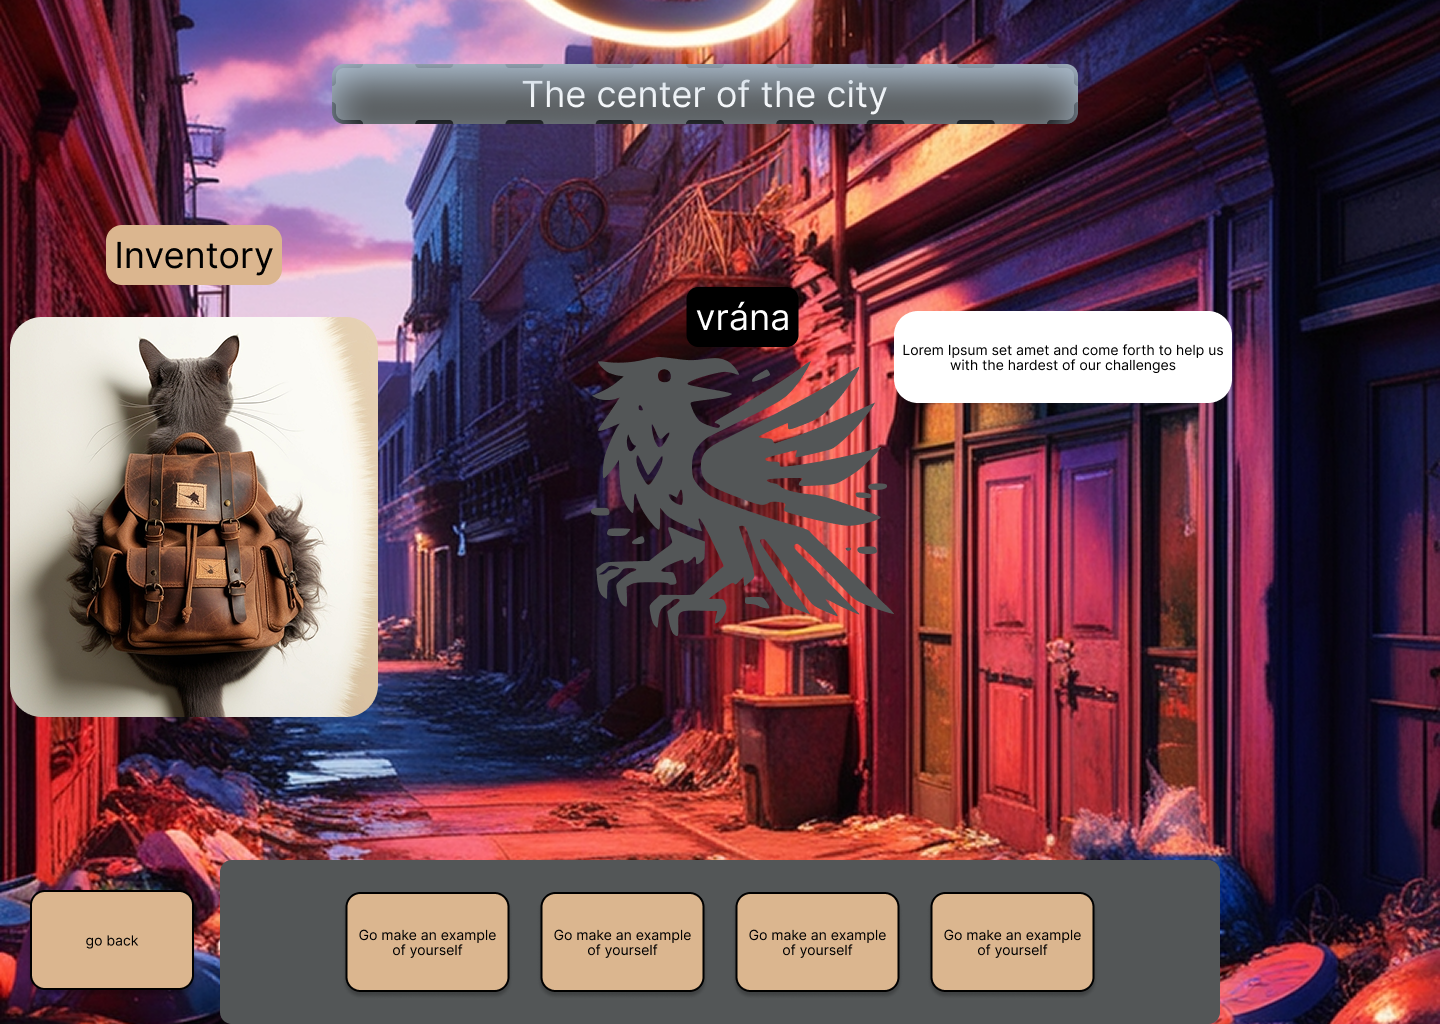 The center of the city
Inventory
vrána
Lorem Ipsum set amet and come forth to help us
with the hardest of our challenges
go back
Go make an example
of yourself
Go make an example
of yourself
Go make an example
of yourself
Go make an example
of yourself